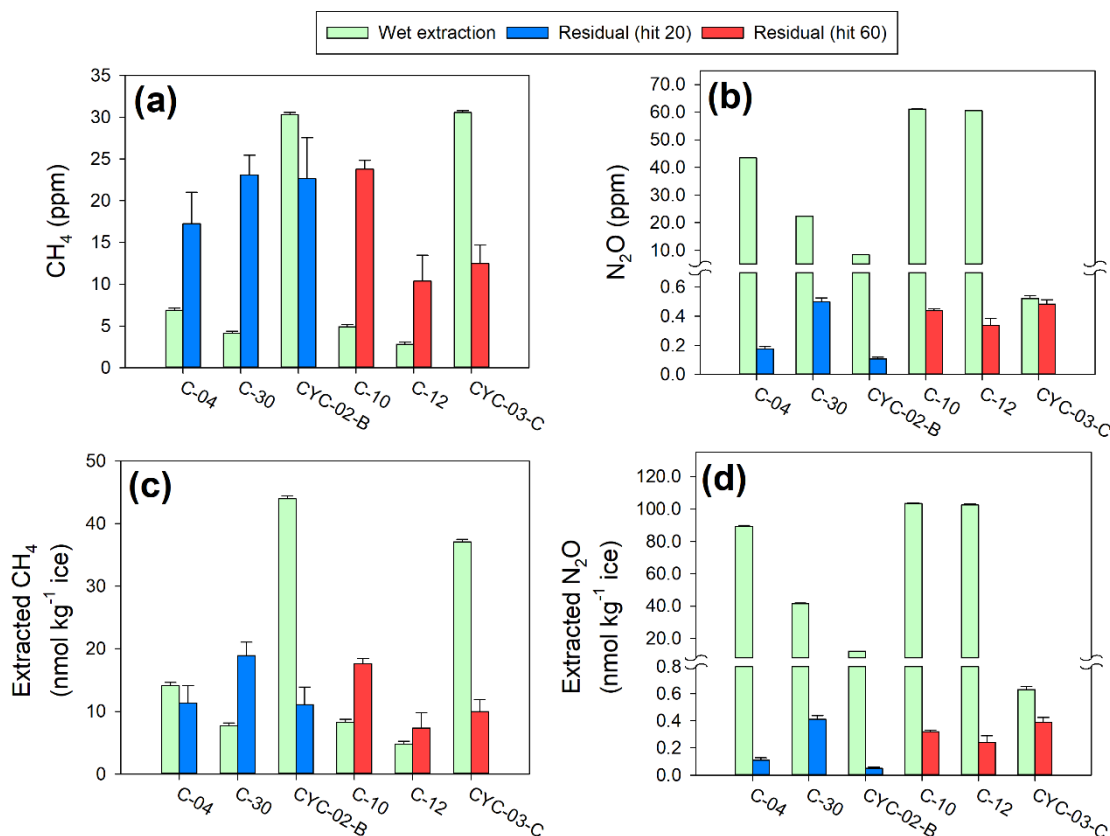 Wet extraction Residual (hit 20) Residual (hit 60)
(a)
CH₄ (ppm)
35
30
25
20
15
10
5
0
C-04 C-30 CYC-02-B C-10 C-12 CYC-03-C
(b)
N₂O (ppm)
70.0
60.0
50.0
40.0
30.0
20.0
10.0
0.6
0.4
0.2
0.0
C-04 C-30 CYC-02-B C-10 C-12 CYC-03-C
(c)
Extracted CH₄
(nmol kg⁻¹ ice)
50
40
30
20
10
0
C-04 C-30 CYC-02-B C-10 C-12 CYC-03-C
(d)
Extracted N₂O
(nmol kg⁻¹ ice)
120.0
100.0
80.0
60.0
40.0
20.0
0.8
0.6
0.4
0.2
0.0
C-04 C-30 CYC-02-B C-10 C-12 CYC-03-C